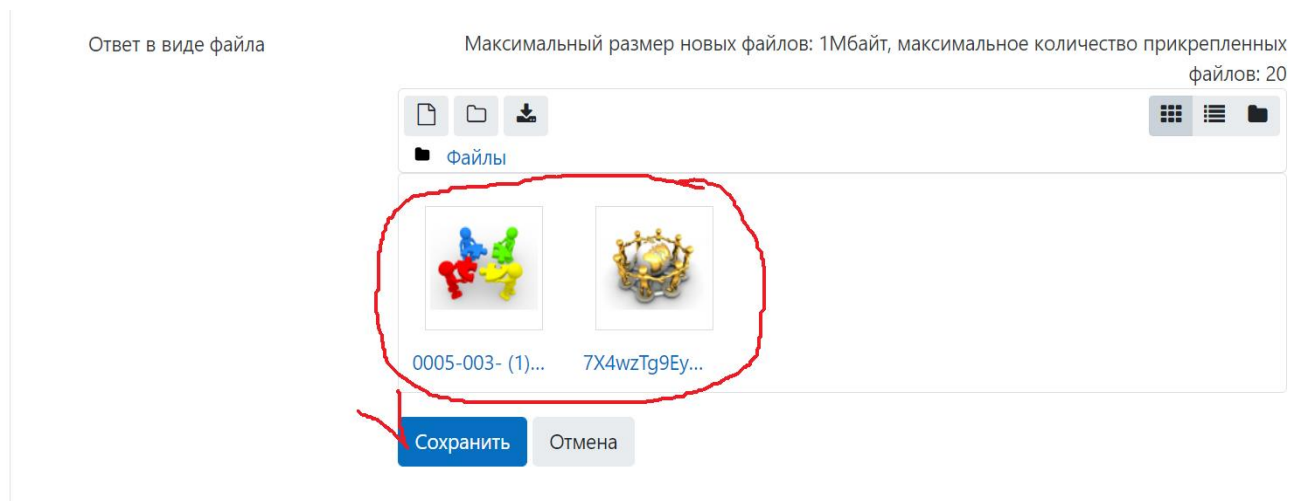 Ответ в виде файла
Максимальный размер новых файлов: 1Мбайт, максимальное количество прикрепленных
файлов: 20
Файлы
0005-003- (1)...
7X4wzTg9Ey...
Сохранить
Отмена